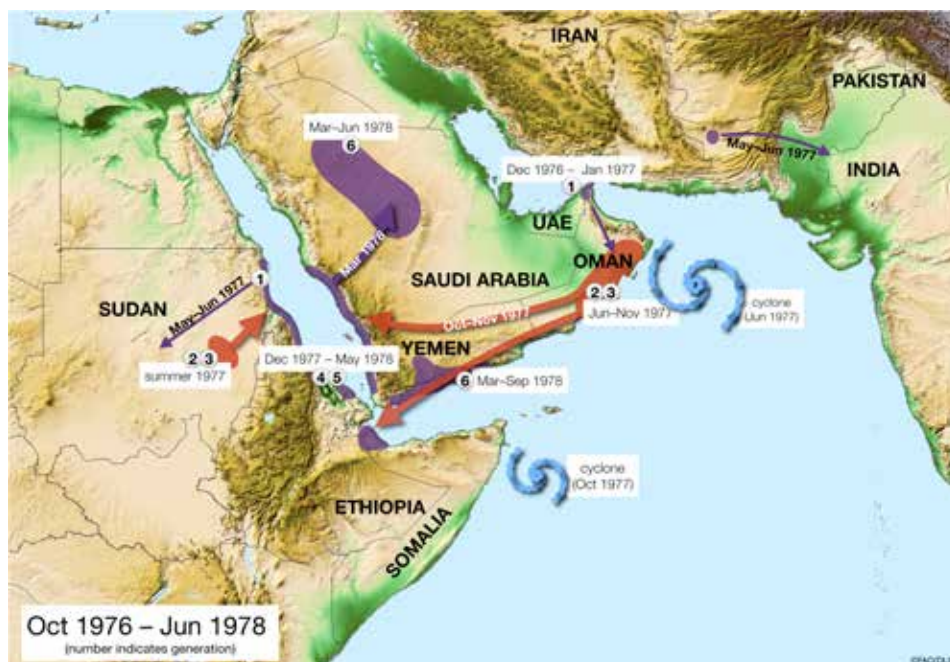 IRAN
PAKISTAN
Mar–Jun 1978
6
May–Jun 1977
INDIA
Dec 1976 – Jan 1977
1
UAE
Mar 1978
OMAN
SAUDI ARABIA
1
SUDAN
May–Jun 1977
2 3
Jun–Nov 1977
cyclone
(Jun 1977)
Oct–Nov 1977
YEMEN
2 3
summer 1977
Dec 1977 – May 1978
4 5
6 Mar–Sep 1978
cyclone
(Oct 1977)
ETHIOPIA
SOMALIA
Oct 1976 – Jun 1978
(number indicates generation)